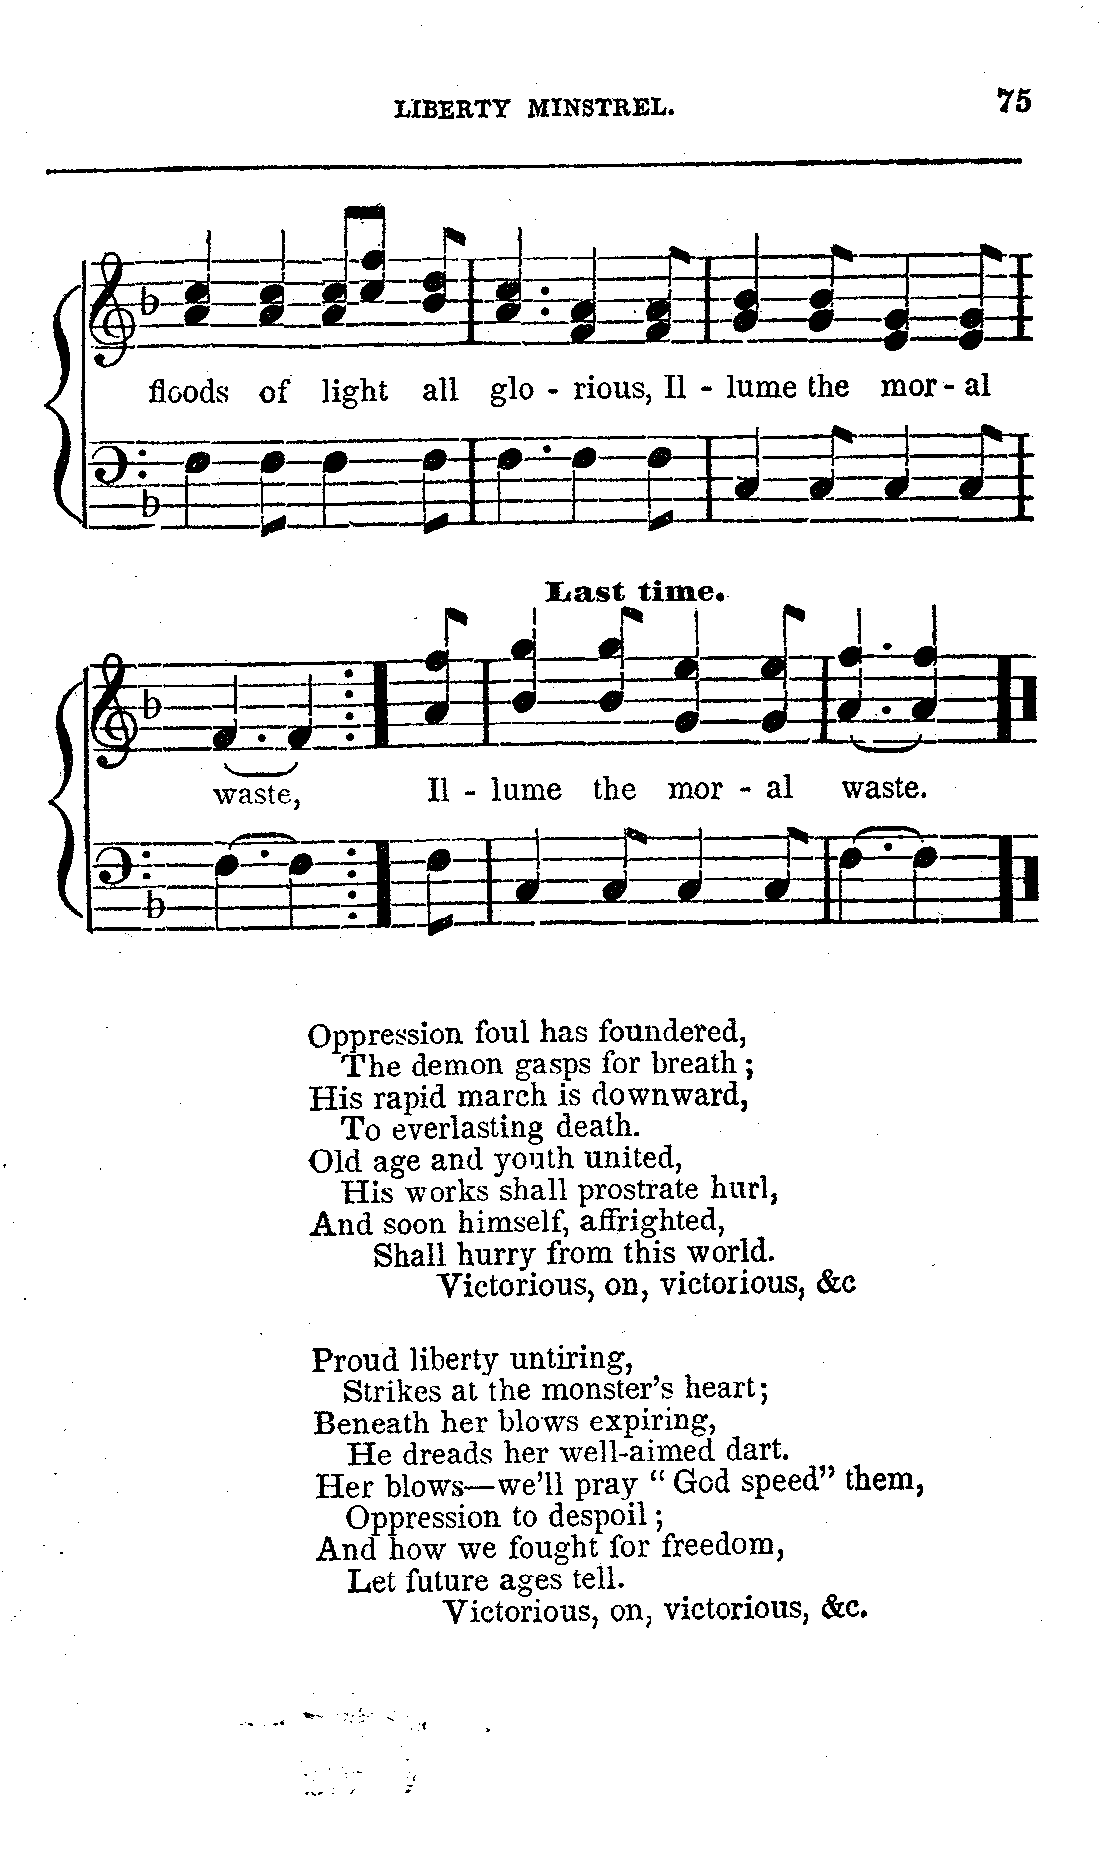 LIBERTY MINSTREL. 75
floods of light all glo - rious, Il - lume the mor - al
Last time.
waste, Il - lume the mor - al waste.
Oppression foul has foundered,
The demon gasps for breath ;
His rapid march is downward,
To everlasting death.
Old age and youth united,
His works shall prostrate hurl,
And soon himself, affrighted,
Shall hurry from this world.
Victorious, on, victorious, &c
Proud liberty untiring,
Strikes at the monster's heart;
Beneath her blows expiring,
He dreads her well-aimed dart.
Her blows—we'll pray “ God speed” them,
Oppression to despoil ;
And how we fought for freedom,
Let future ages tell.
Victorious, on, victorious, &c.